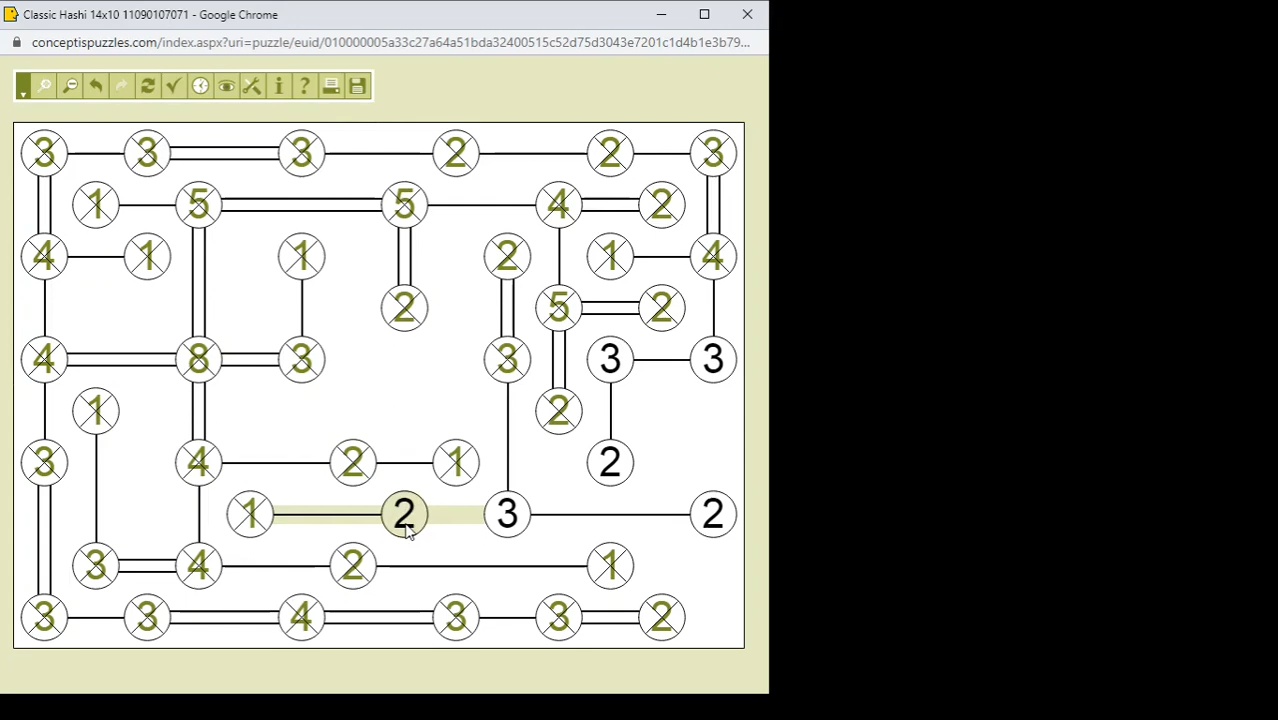 Classic Hashi 14x10 11090107071 - Google Chrome
conceptispuzzles.com/index.aspx?uri=puzzle/euid/010000005a33c27a64a51bda32400515c52d75d3043e7201c1d4b1e3b79...
i ?
3 3 3 2 2 3
1 5 5 4 2
4 1 1 2 1 4
2 5 2
4 8 3 3 3 3
1 2
3 4 2 1 2
1 2 3 2
3 4 2 1
3 3 4 3 3 2